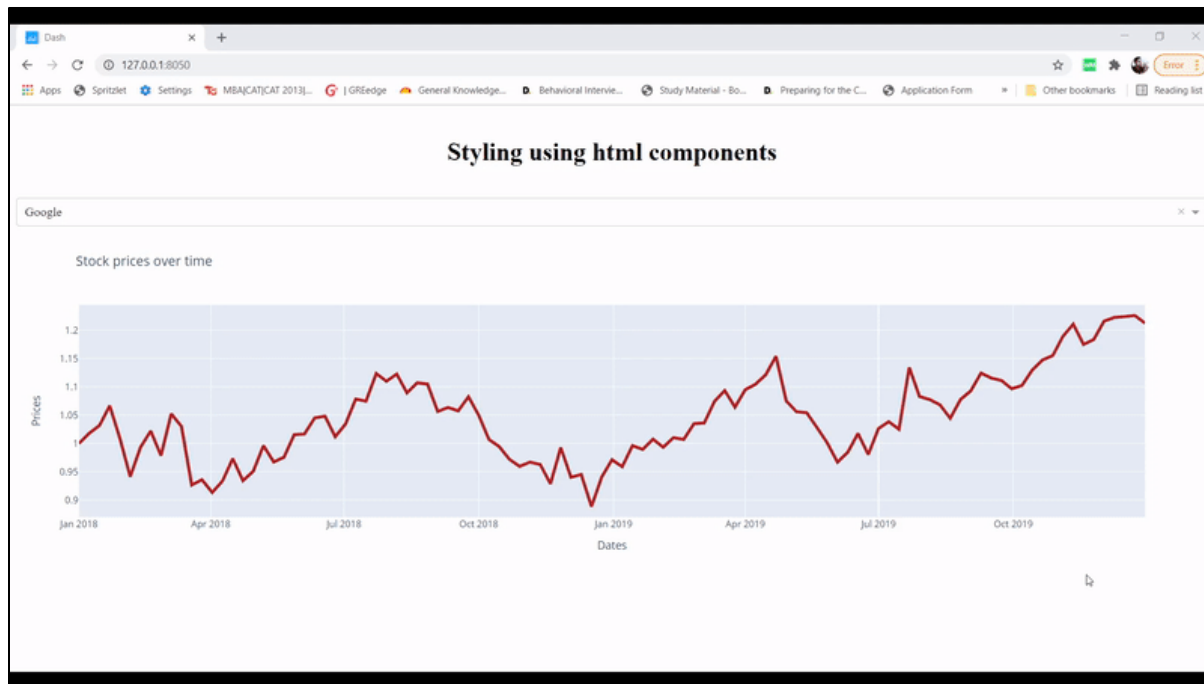 Dash
127.0.0.1:8050
Error
Apps Spritzlet Settings MBA|CAT|CAT 2013|... | GREedge General Knowledge... Behavioral Intervie... Study Material - Bo... Preparing for the C... Application Form » Other bookmarks Reading list
Styling using html components
Google
Stock prices over time
1.2
1.15
1.1
1.05
1
0.95
0.9
Prices
Jan 2018 Apr 2018 Jul 2018 Oct 2018 Jan 2019 Apr 2019 Jul 2019 Oct 2019
Dates